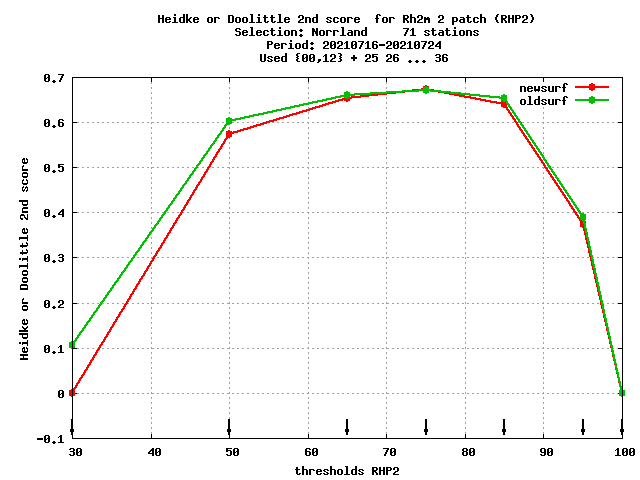 Heidke or Doolittle 2nd score  for Rh2m 2 patch (RHP2)
Selection: Norrland     71 stations
Period: 20210716-20210724
Used {00,12} + 25 26 ... 36
newsurf
oldsurf
Heidke or Doolittle 2nd score
0.7
0.6
0.5
0.4
0.3
0.2
0.1
0
-0.1
30 40 50 60 70 80 90 100
thresholds RHP2